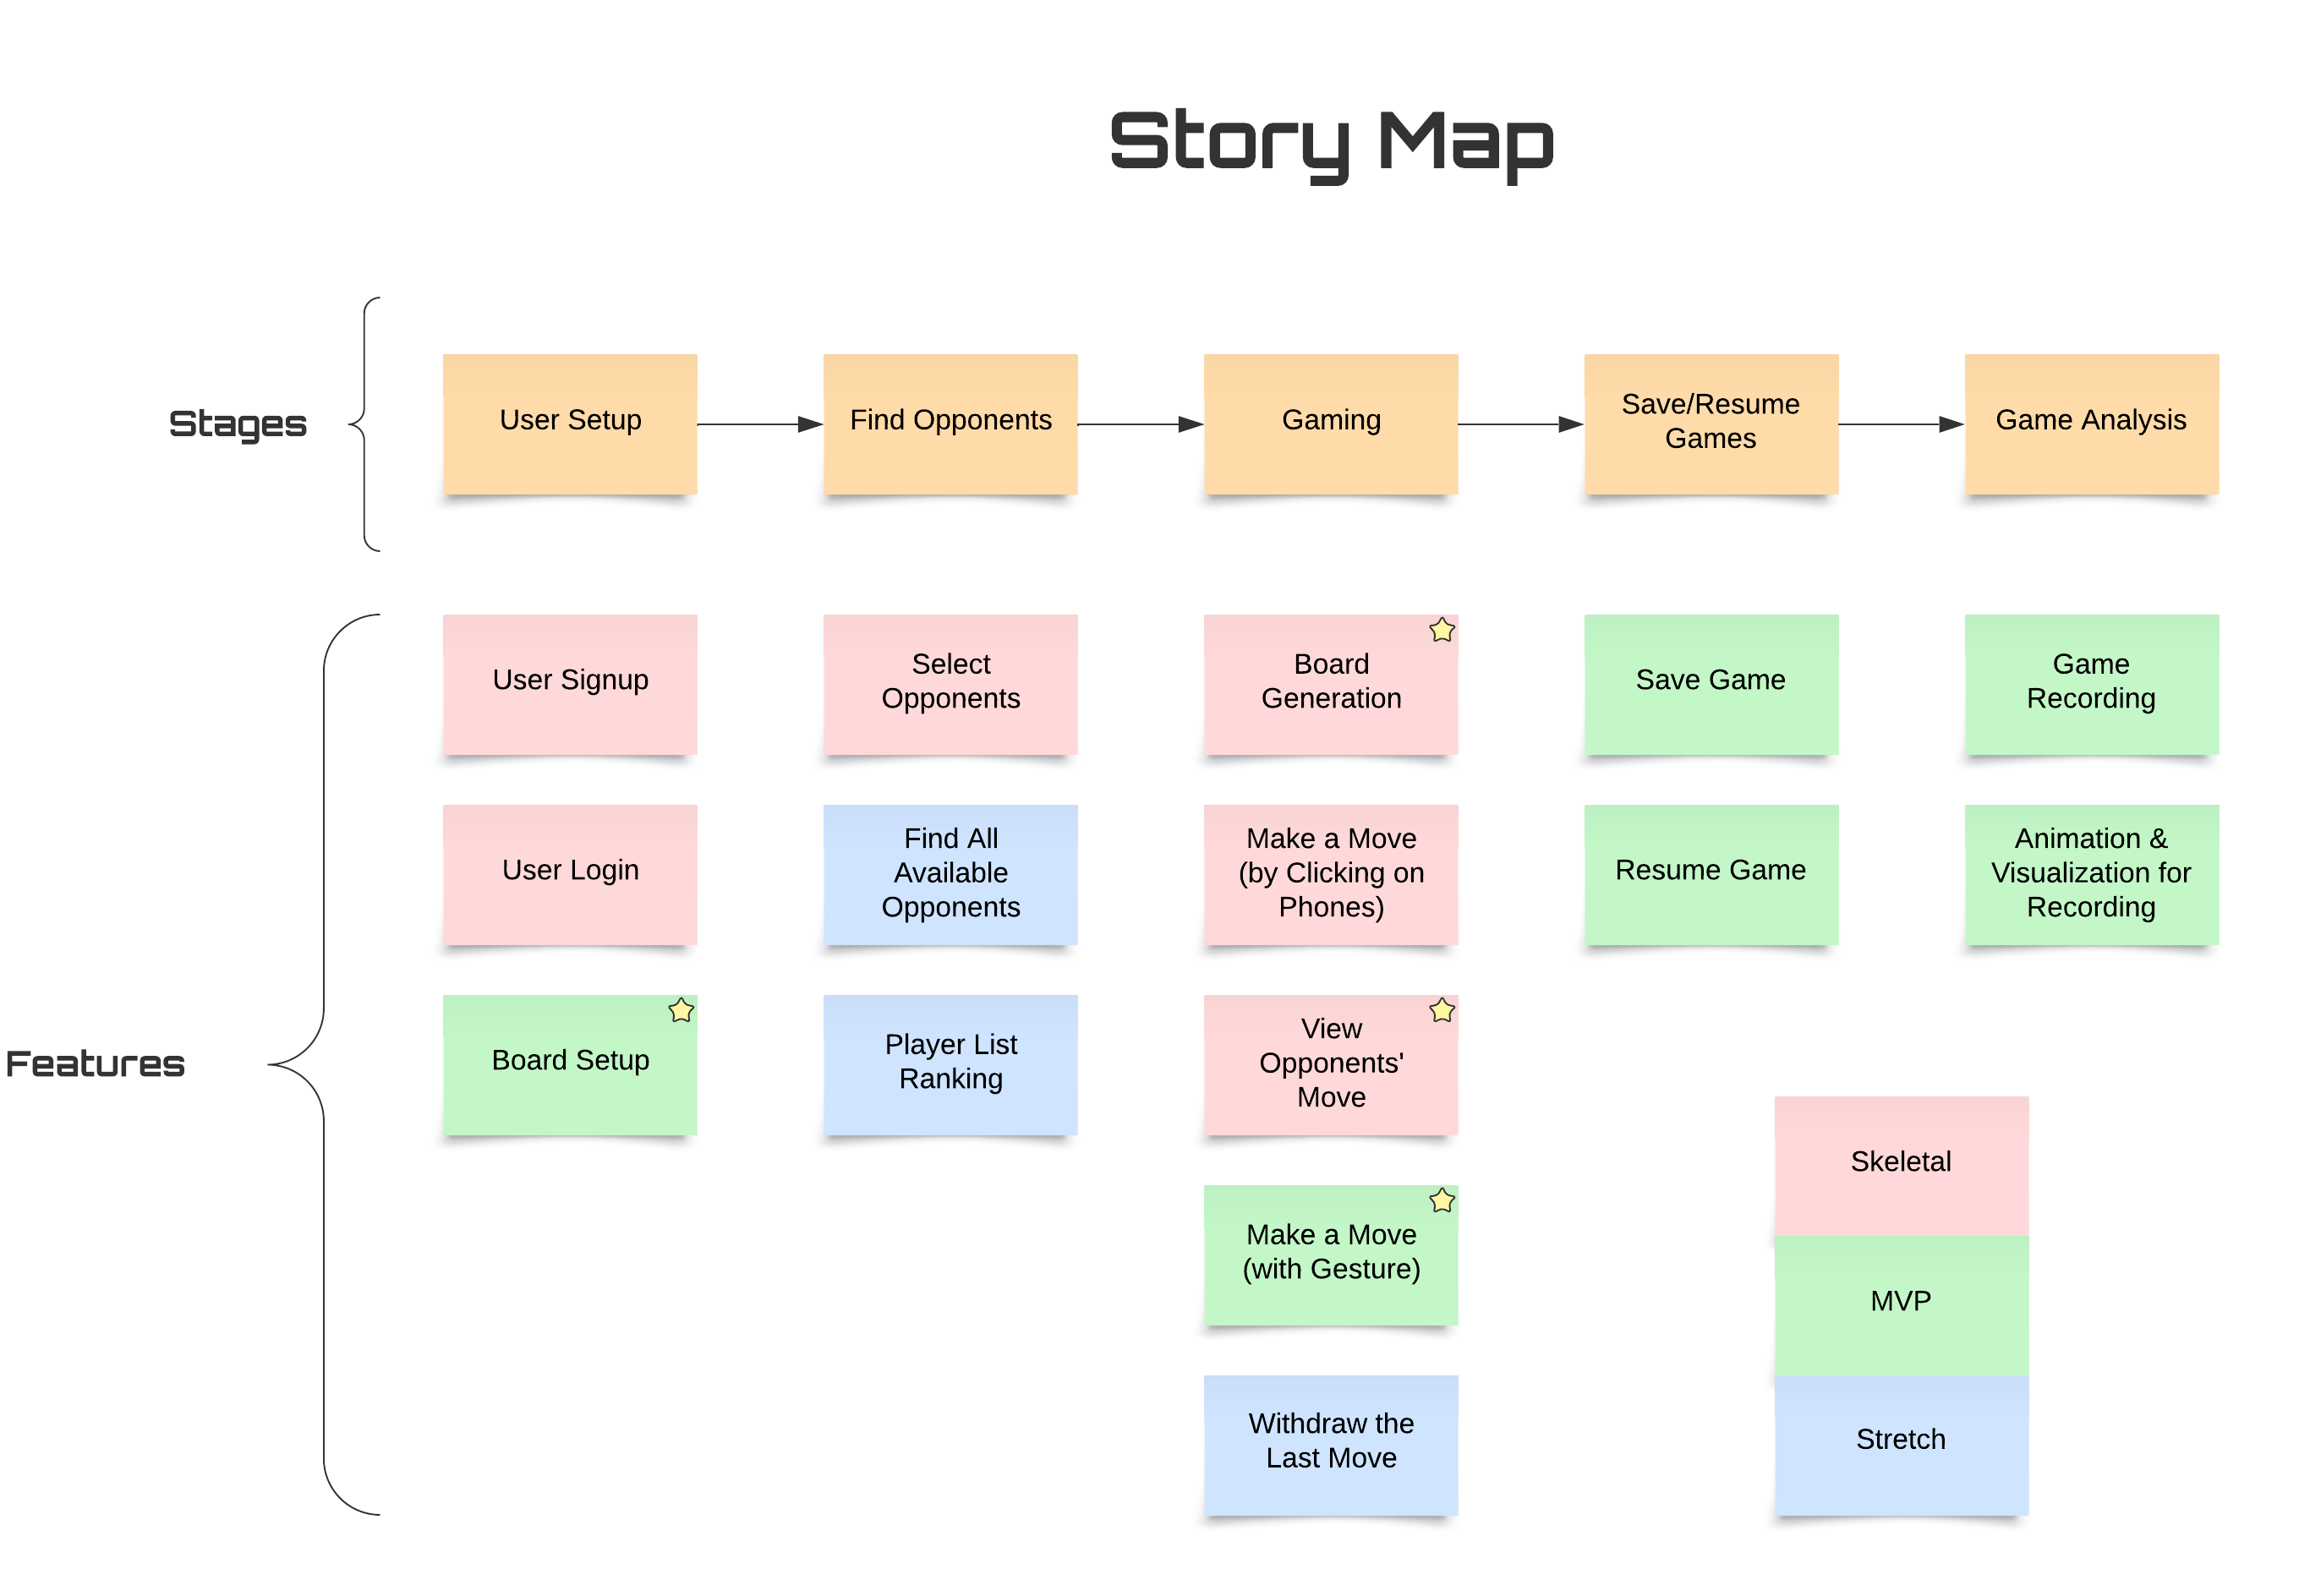 Story Map
Stages
User Setup
Find Opponents
Gaming
Save/Resume
Games
Game Analysis
Features
User Signup
Select
Opponents
Board
Generation
Save Game
Game
Recording
User Login
Find All
Available
Opponents
Make a Move
(by Clicking on
Phones)
Resume Game
Animation &
Visualization for
Recording
Board Setup
Player List
Ranking
View
Opponents'
Move
Make a Move
(with Gesture)
Withdraw the
Last Move
Skeletal
MVP
Stretch